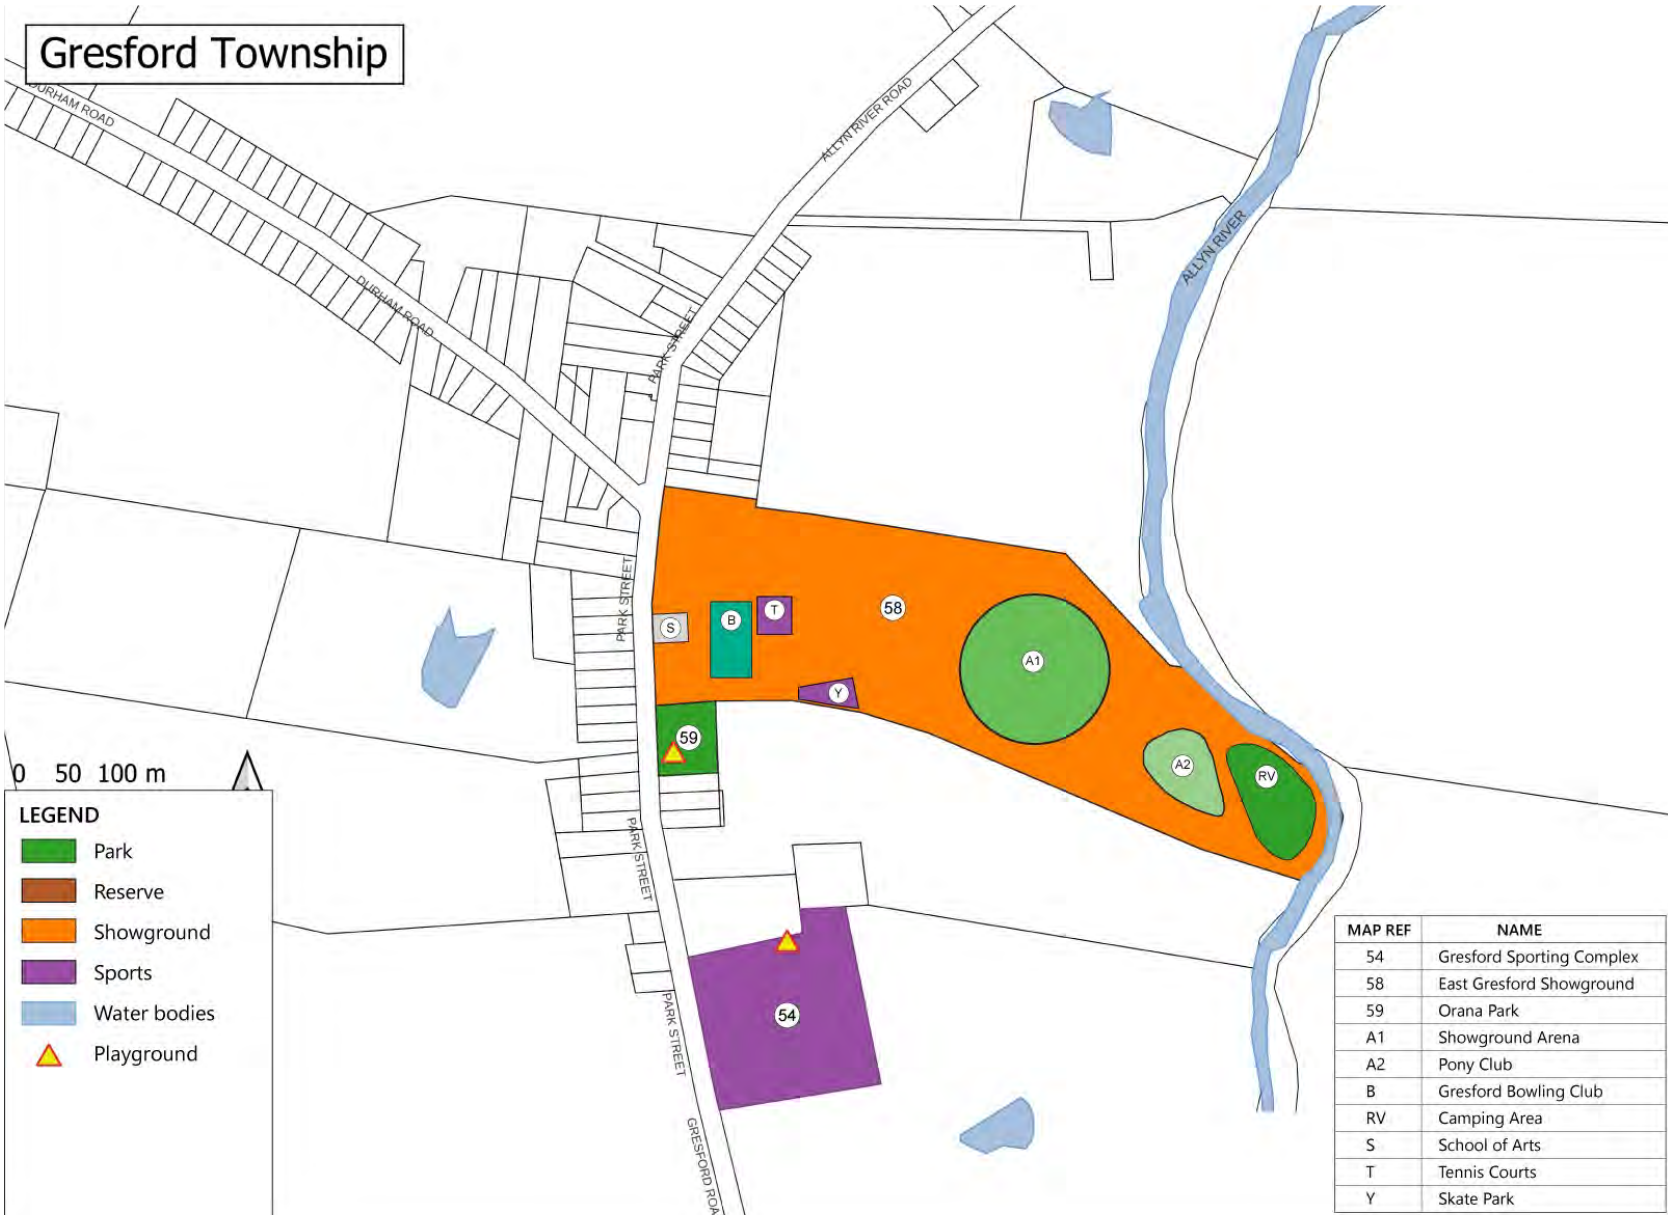 Gresford Township
DURHAM ROAD
ALLYN RIVER ROAD
ALLYN RIVER
DURHAM ROAD
PARK STREET
PARK STREET
S
B
T
58
A1
Y
59
A2
RV
0 50 100 m
PARK STREET
54
PARK STREET
GRESFORD ROA
LEGEND
Park
Reserve
Showground
Sports
Water bodies
Playground
MAP REF NAME
54 Gresford Sporting Complex
58 East Gresford Showground
59 Orana Park
A1 Showground Arena
A2 Pony Club
B Gresford Bowling Club
RV Camping Area
S School of Arts
T Tennis Courts
Y Skate Park